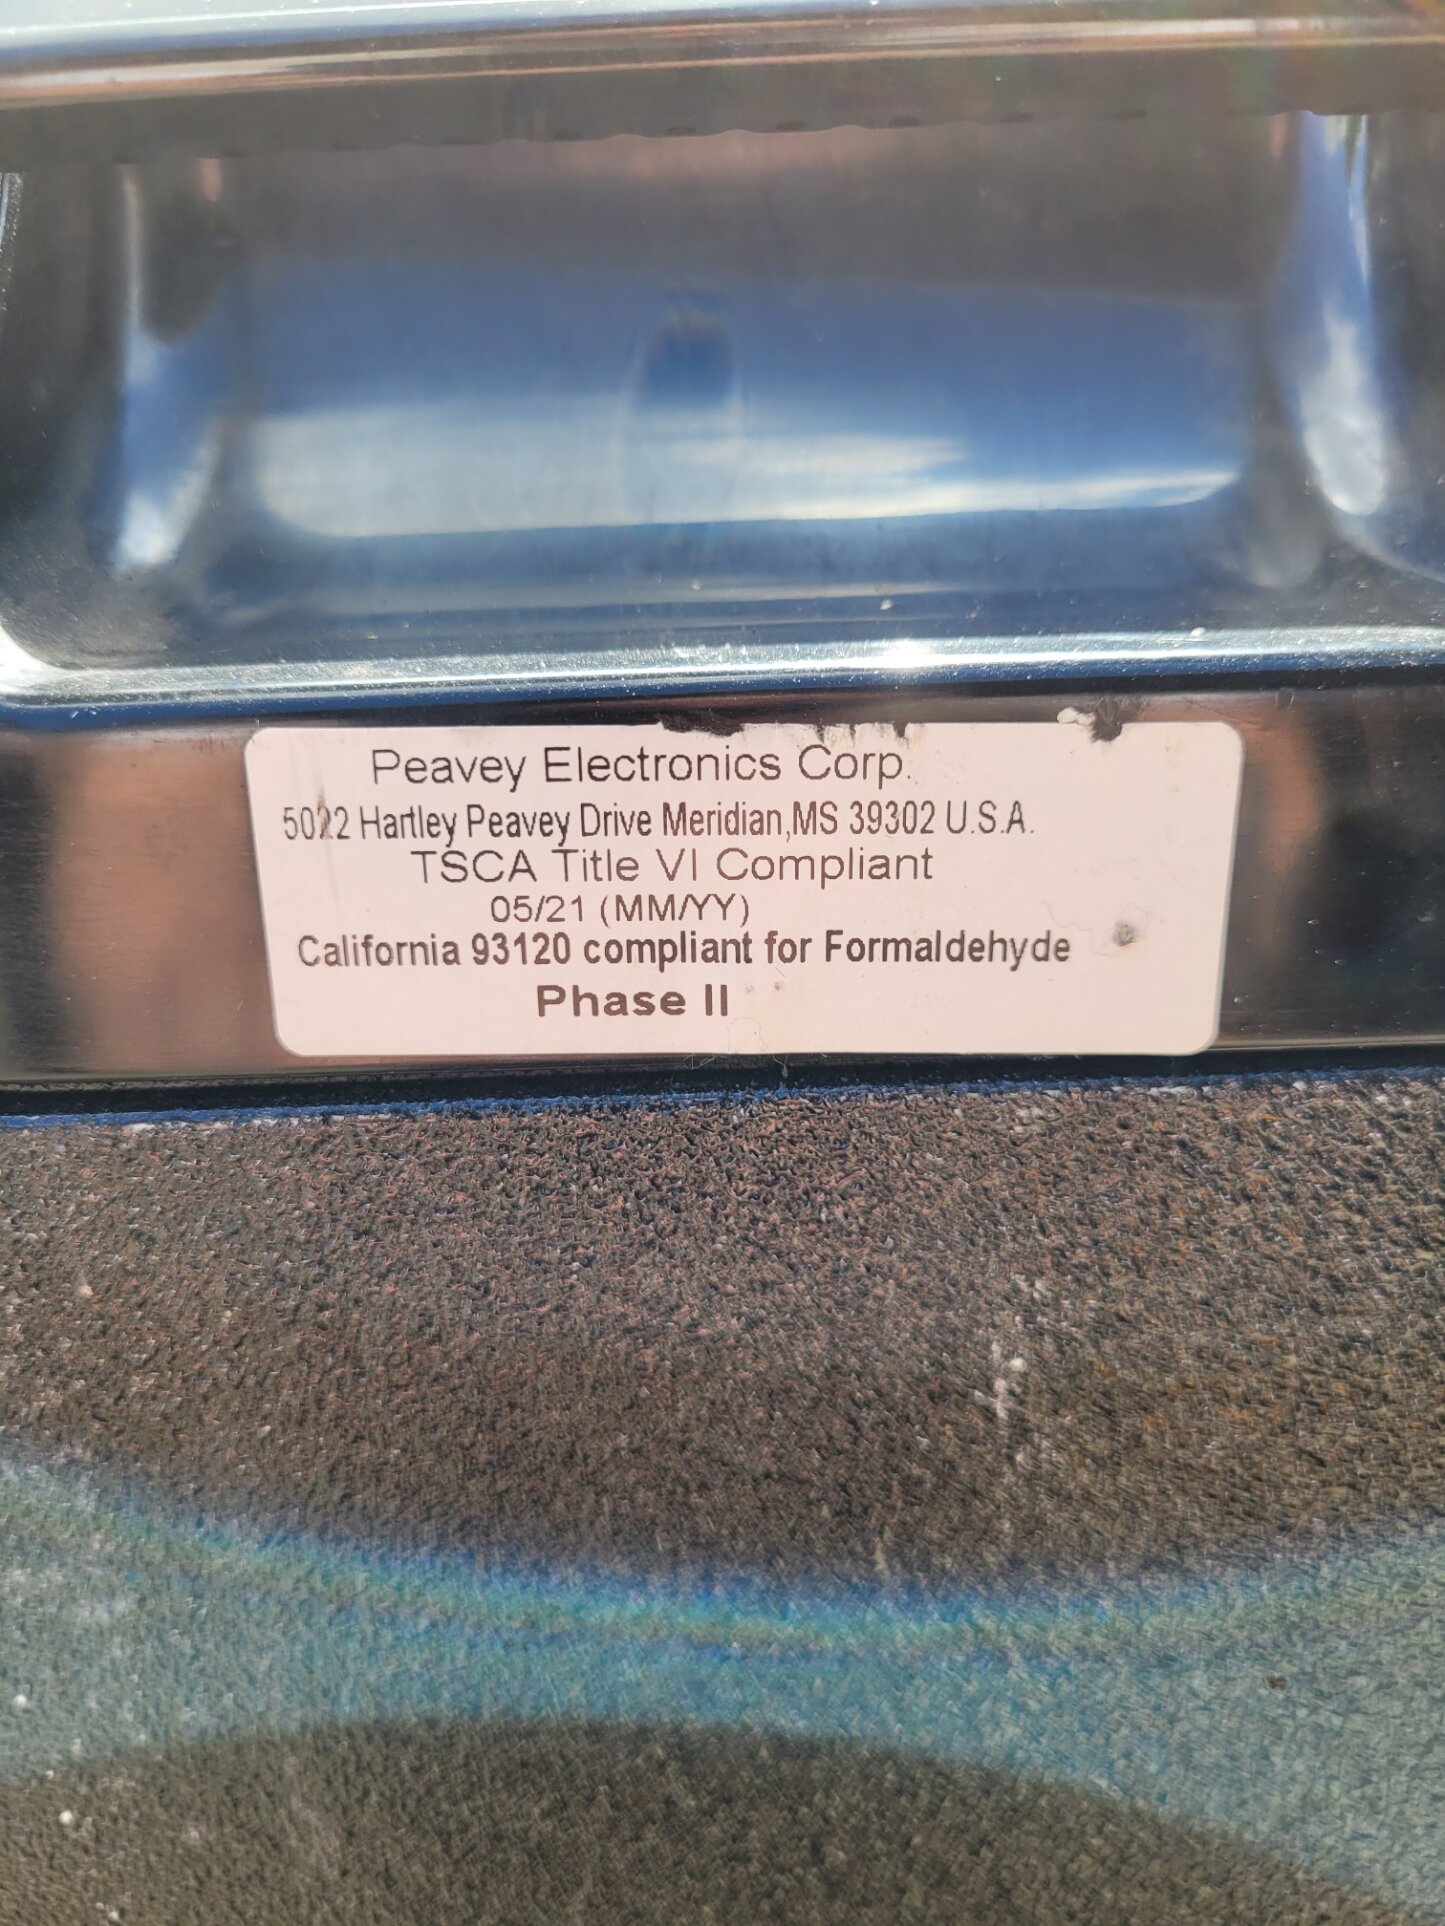 Peavey Electronics Corp.
5022 Hartley Peavey Drive Meridian,MS 39302 U.S.A.
TSCA Title VI Compliant
05/21 (MM/YY)
California 93120 compliant for Formaldehyde
Phase II